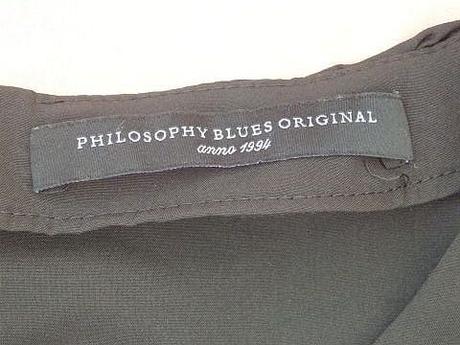 PHILOSOPHY BLUES ORIGINAL
anno 1994